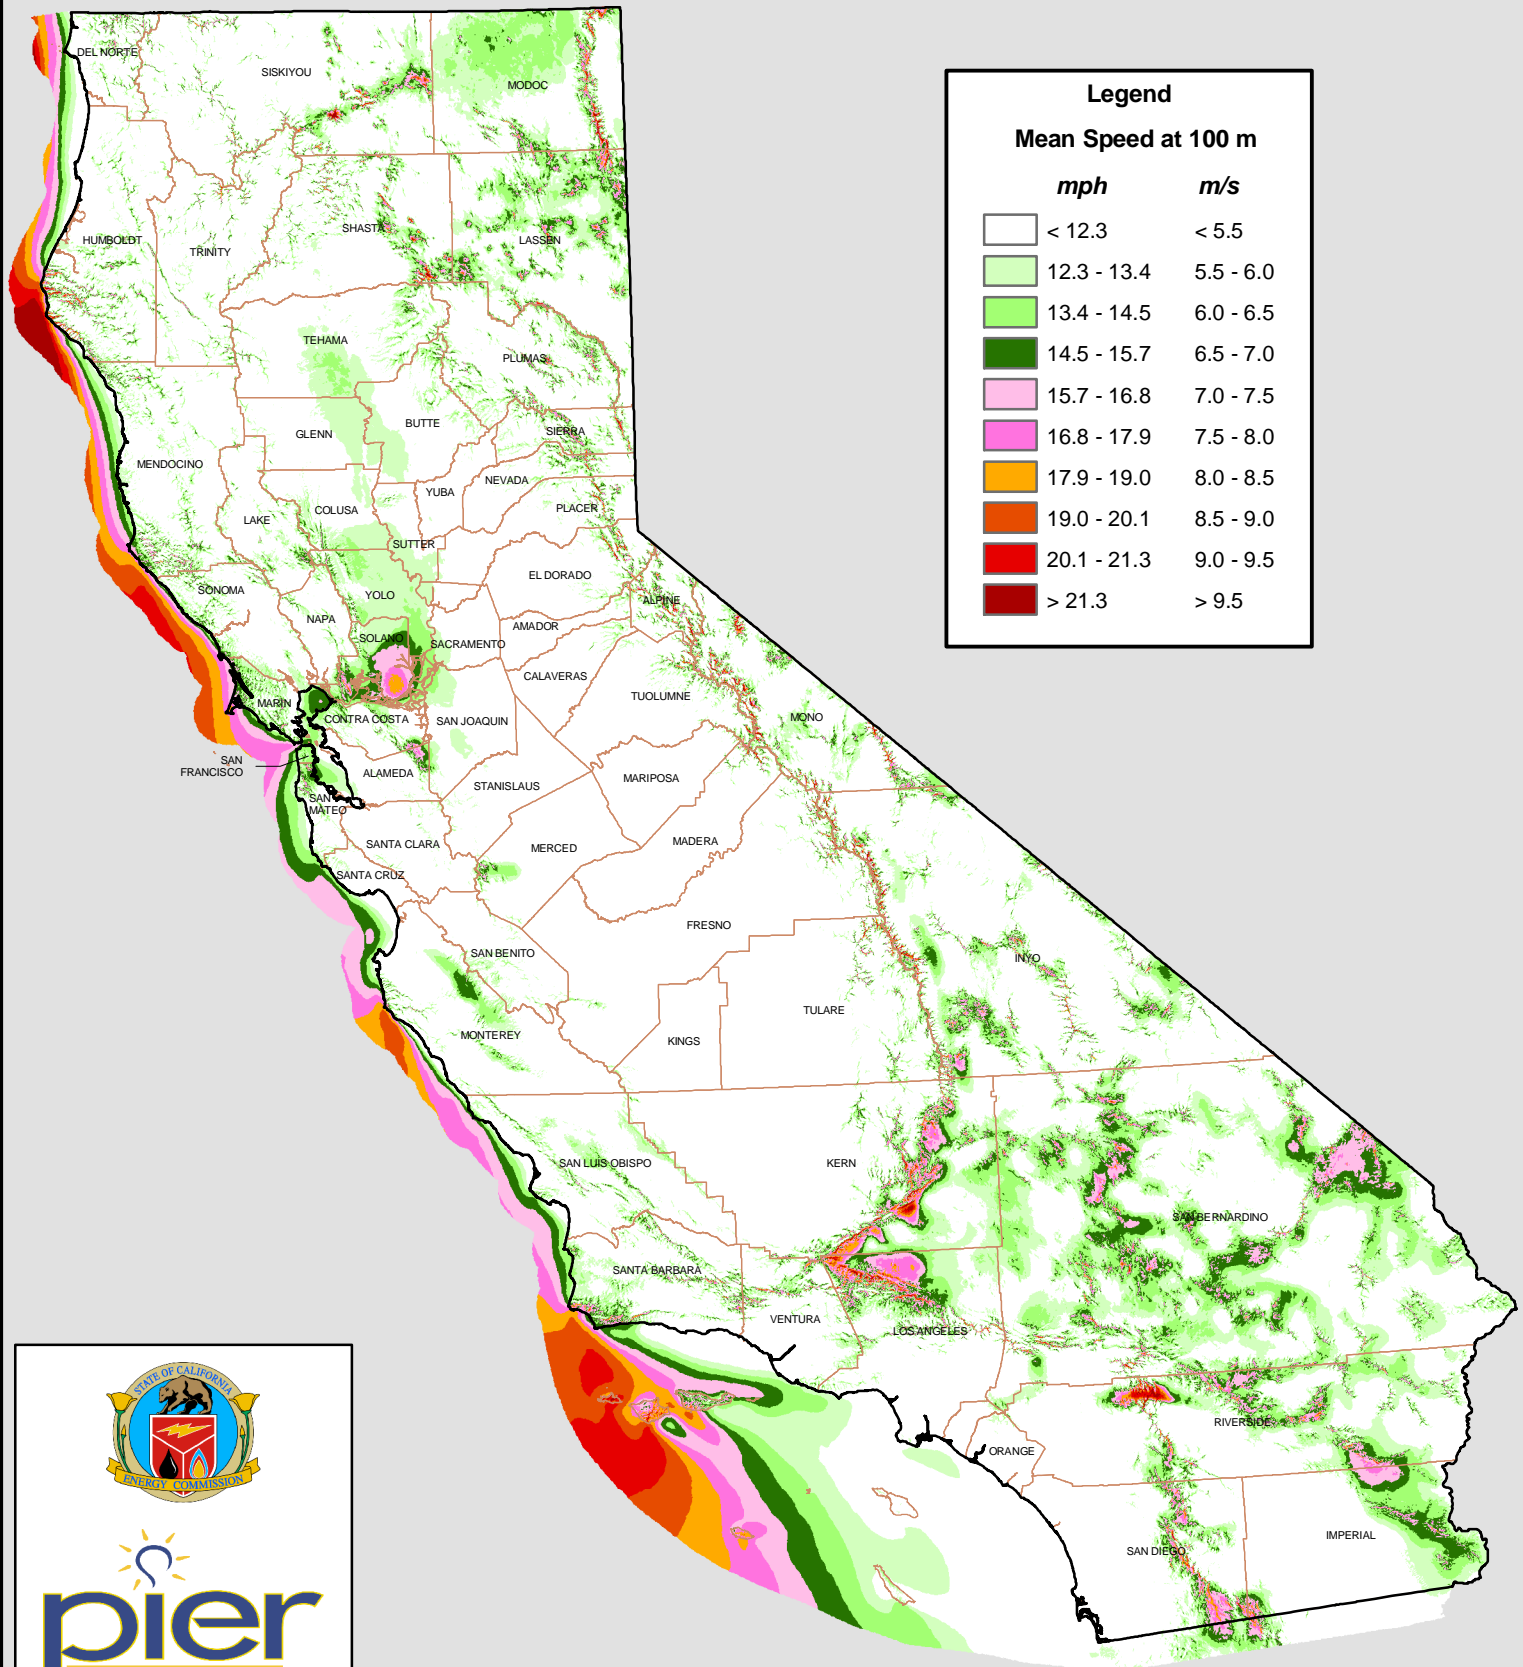 Legend
Mean Speed at 100 m
mph m/s
< 12.3 < 5.5
12.3 - 13.4 5.5 - 6.0
13.4 - 14.5 6.0 - 6.5
14.5 - 15.7 6.5 - 7.0
15.7 - 16.8 7.0 - 7.5
16.8 - 17.9 7.5 - 8.0
17.9 - 19.0 8.0 - 8.5
19.0 - 20.1 8.5 - 9.0
20.1 - 21.3 9.0 - 9.5
> 21.3 > 9.5
DEL NORTE
SISKIYOU
MODOC
HUMBOLDT
TRINITY
SHASTA
LASSEN
TEHAMA
PLUMAS
GLENN
BUTTE
SIERRA
MENDOCINO
LAKE
COLUSA
YUBA
NEVADA
PLACER
SUTTER
SONOMA
NAPA
YOLO
EL DORADO
ALPINE
SOLANO
SACRAMENTO
AMADOR
CALAVERAS
TUOLUMNE
MONO
MARIN
CONTRA COSTA
SAN JOAQUIN
SAN
FRANCISCO
ALAMEDA
STANISLAUS
MARIPOSA
SAN
MATEO
SANTA CLARA
MERCED
MADERA
SANTA CRUZ
FRESNO
SAN BENITO
INYO
MONTEREY
KINGS
TULARE
SAN LUIS OBISPO
KERN
SAN BERNARDINO
SANTA BARBARA
VENTURA
LOS ANGELES
RIVERSIDE
ORANGE
SAN DIEGO
IMPERIAL
STATE OF CALIFORNIA
ENERGY COMMISSION
pier